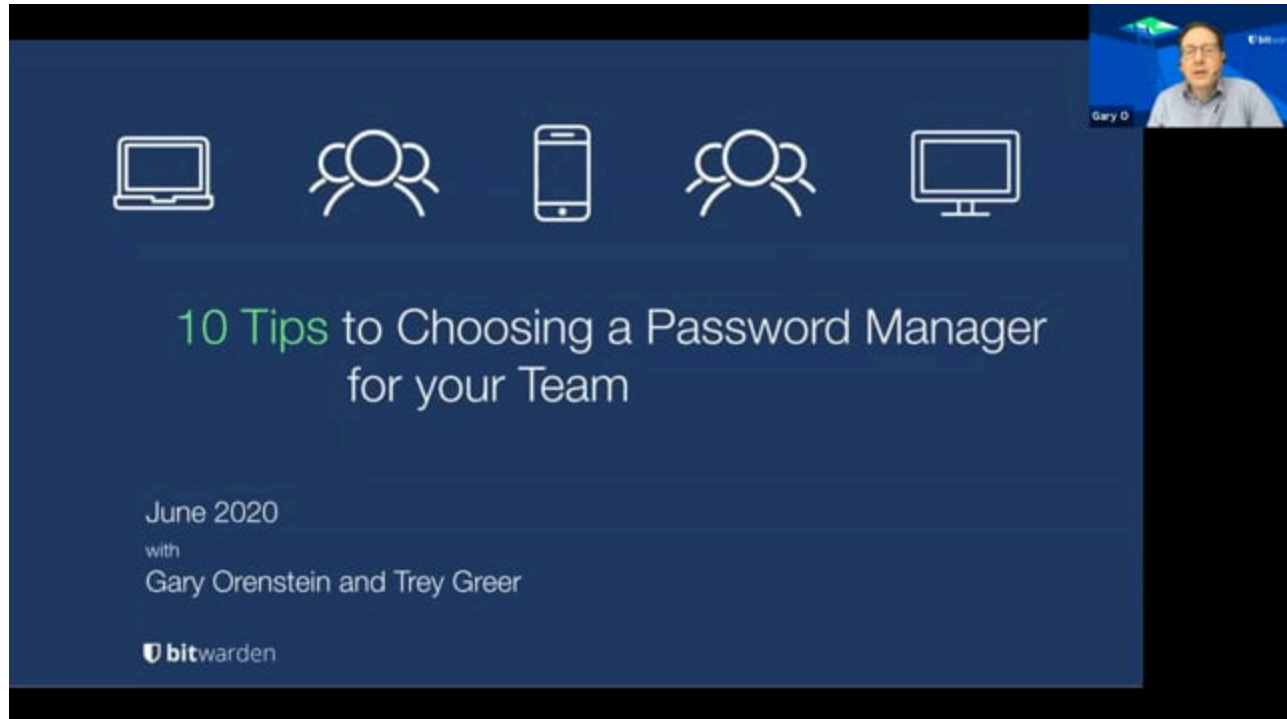 Gary O
10 Tips to Choosing a Password Manager
for your Team
June 2020
with
Gary Orenstein and Trey Greer
bitwarden